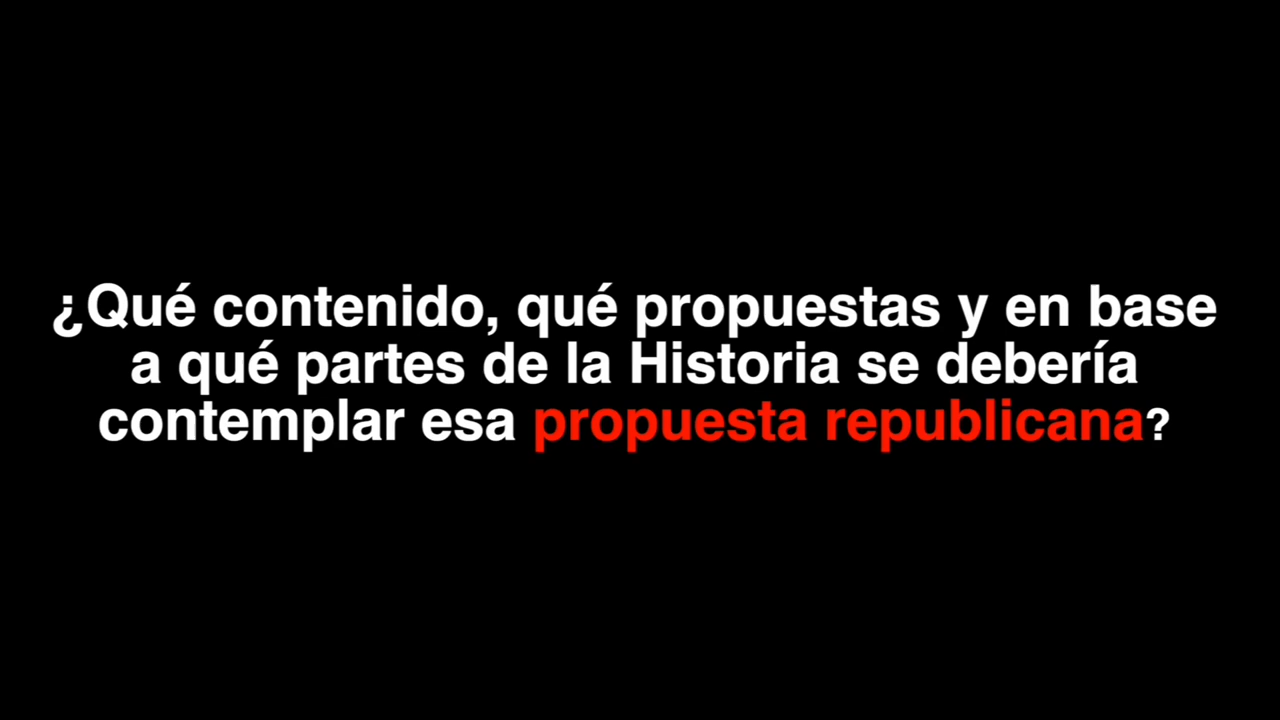 ¿Qué contenido, qué propuestas y en base
a qué partes de la Historia se debería
contemplar esa propuesta republicana?